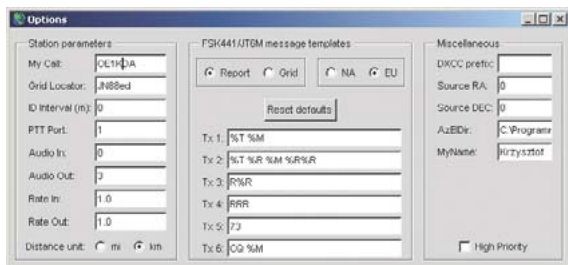 Options
Station parameters
My Call: OE1KDA
Grid Locator: JN88ed
ID Interval (m): 0
PTT Port: 1
Audio In: 0
Audio Out: 3
Rate In: 1.0
Rate Out: 1.0
Distance unit: mi km
FSK441/JT6M message templates
Report Grid NA EU
Reset defaults
Tx 1: %T %M
Tx 2: %T %R %M %R%R
Tx 3: R%R
Tx 4: RRR
Tx 5: 73
Tx 6: CQ %M
Miscellaneous
DXCC prefix:
Source RA: 0
Source DEC: 0
AzElDir: C:\Programm
MyName: Krzysztof
High Priority